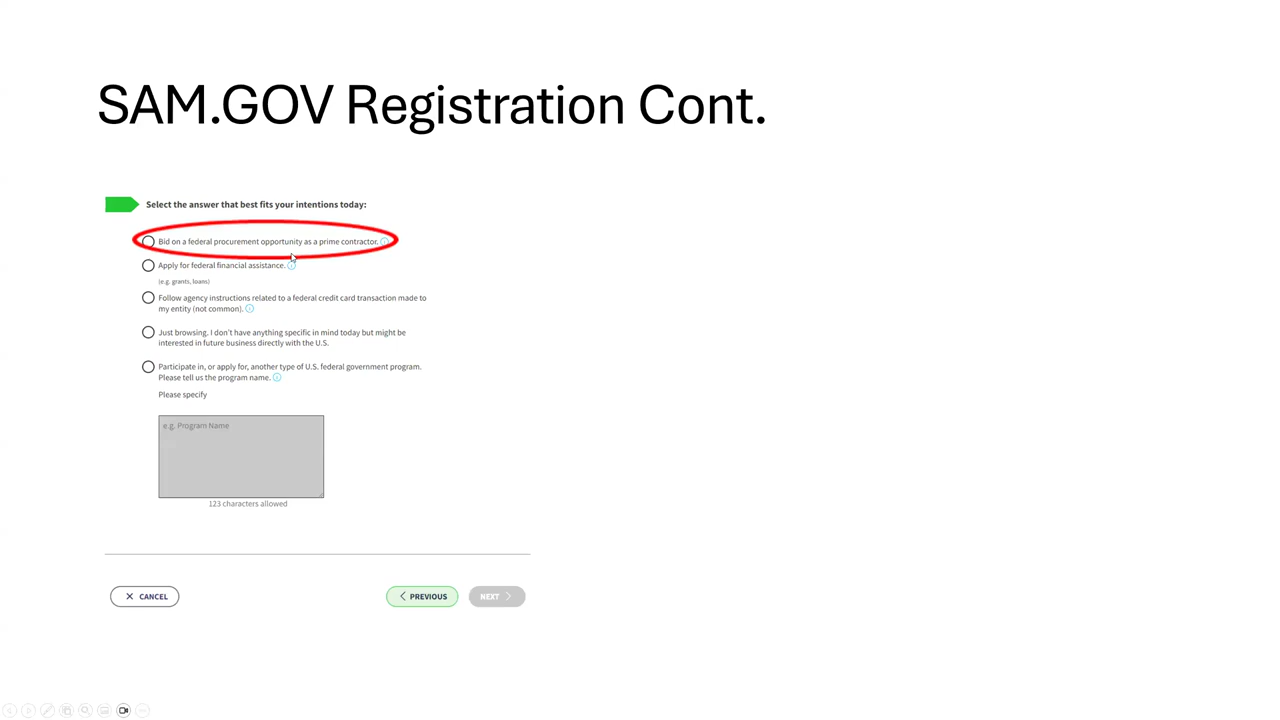 SAM.GOV Registration Cont.
Select the answer that best fits your intentions today:
Bid on a federal procurement opportunity as a prime contractor.
Apply for federal financial assistance.
(e.g. grants, loans)
Follow agency instructions related to a federal credit card transaction made to
my entity (not common).
Just browsing. I don't have anything specific in mind today but might be
interested in future business directly with the U.S.
Participate in, or apply for, another type of U.S. federal government program.
Please tell us the program name.
Please specify
e.g. Program Name
123 characters allowed
CANCEL
PREVIOUS
NEXT